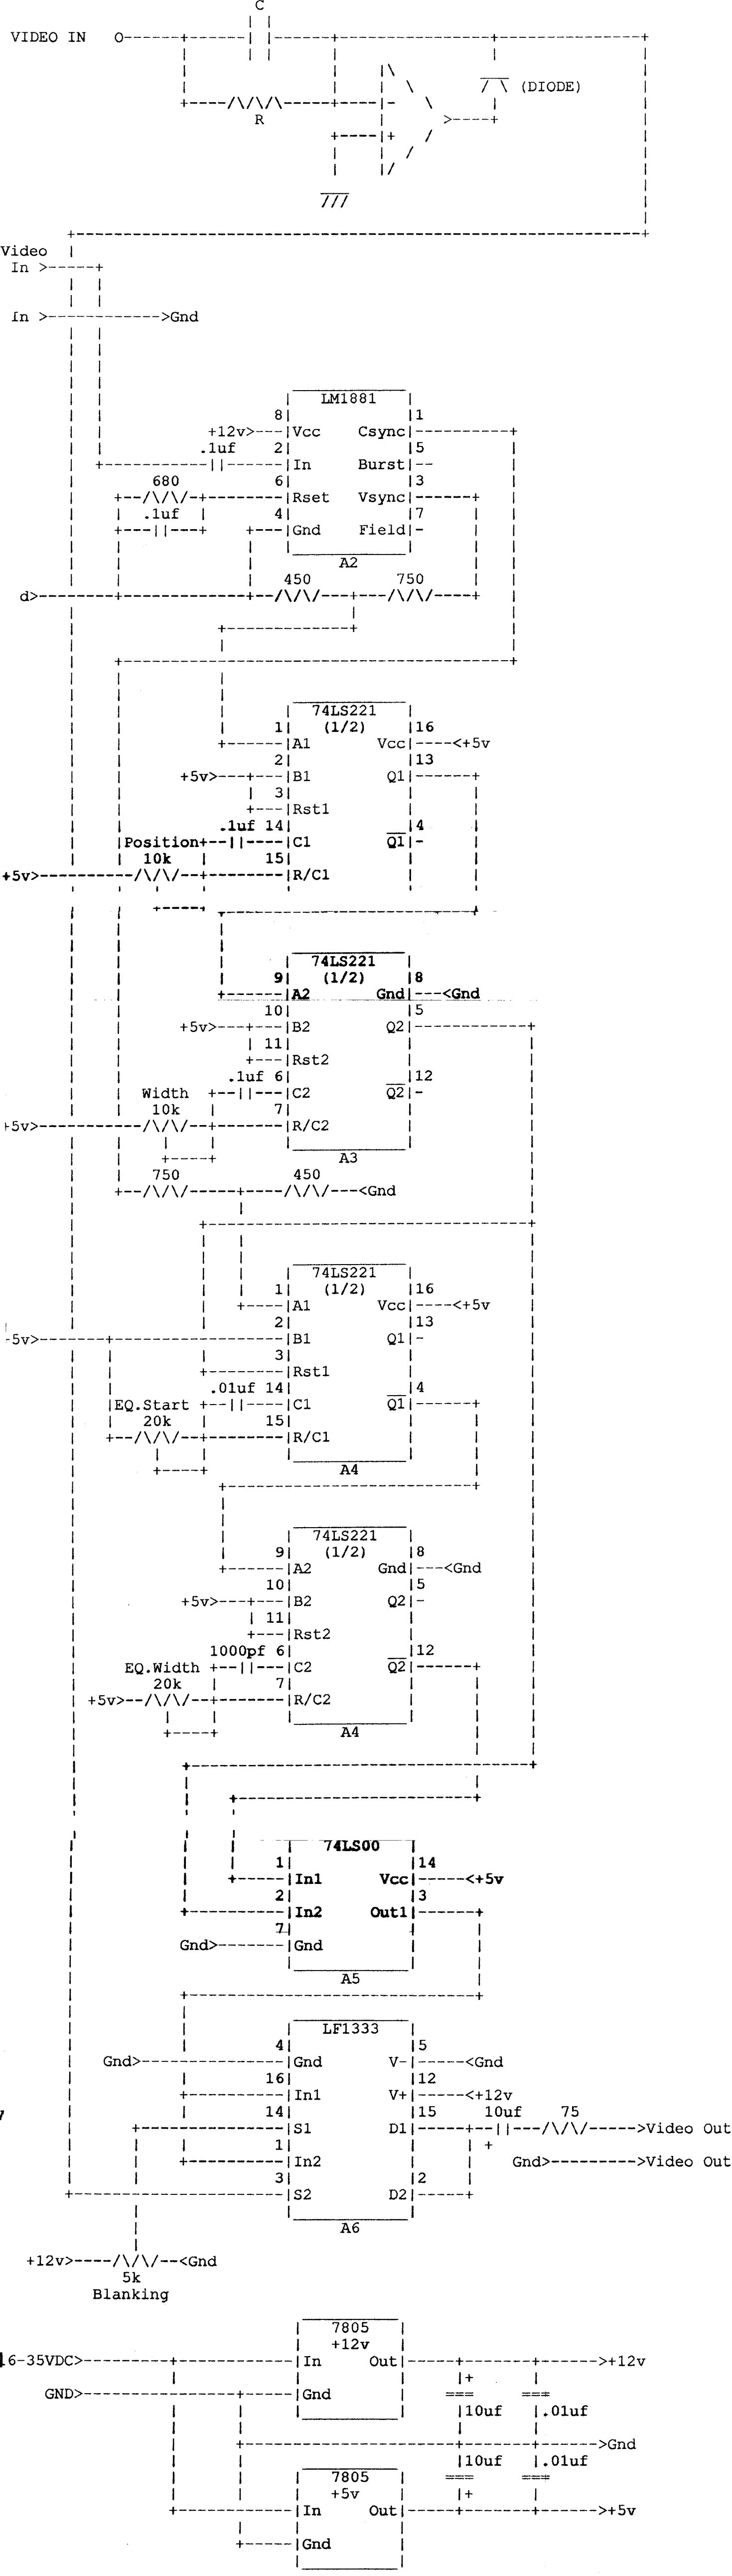 C
VIDEO IN O
(DIODE)
R
Video
In >
In > >Gnd
LM1881
8 1
+12v> Vcc Csync
.1uf 2 5
In Burst
680 6 3
Rset Vsync
.1uf 4 7
Gnd Field
A2
450 750
d>
74LS221
1 (1/2) 16
A1 Vcc <+5v
2 13
+5v> B1 Q1
3
Rst1
.1uf 14 4
Position C1 Q1
10k 15
+5v> R/C1
74LS221
9 (1/2) 8
A2 Gnd <Gnd
10 5
+5v> B2 Q2
11
Rst2
.1uf 6 12
Width C2 Q2
10k 7
+5v> R/C2
A3
750 450
<Gnd
74LS221
1 (1/2) 16
A1 Vcc <+5v
2 13
-5v> B1 Q1
3
Rst1
.01uf 14 4
EQ.Start C1 Q1
20k 15
R/C1
A4
74LS221
9 (1/2) 8
A2 Gnd <Gnd
10 5
+5v> B2 Q2
11
Rst2
1000pf 6 12
EQ.Width C2 Q2
20k 7
+5v> R/C2
A4
74LS00
1 14
In1 Vcc <+5v
2 3
In2 Out1
7
Gnd> Gnd
A5
LF1333
4 5
Gnd> Gnd V- <Gnd
16 12
In1 V+ <+12v
14 15 10uf 75
S1 D1 >Video Out
1 +
In2 Gnd> >Video Out
3 2
S2 D2
A6
+12v> <Gnd
5k
Blanking
7805
+12v
6-35VDC> In Out >+12v
+
GND> Gnd
10uf .01uf
>Gnd
10uf .01uf
7805
+5v +
In Out >+5v
Gnd